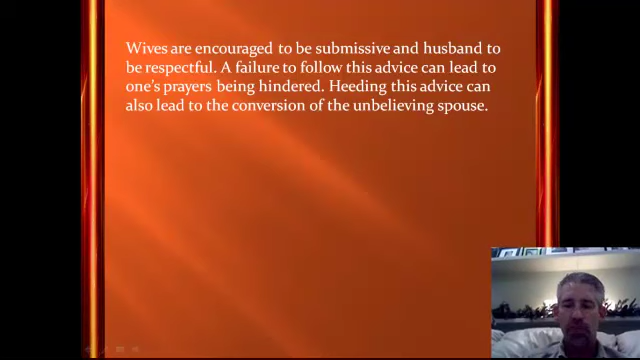 Wives are encouraged to be submissive and husband to
be respectful. A failure to follow this advice can lead to
one's prayers being hindered. Heeding this advice can
also lead to the conversion of the unbelieving spouse.